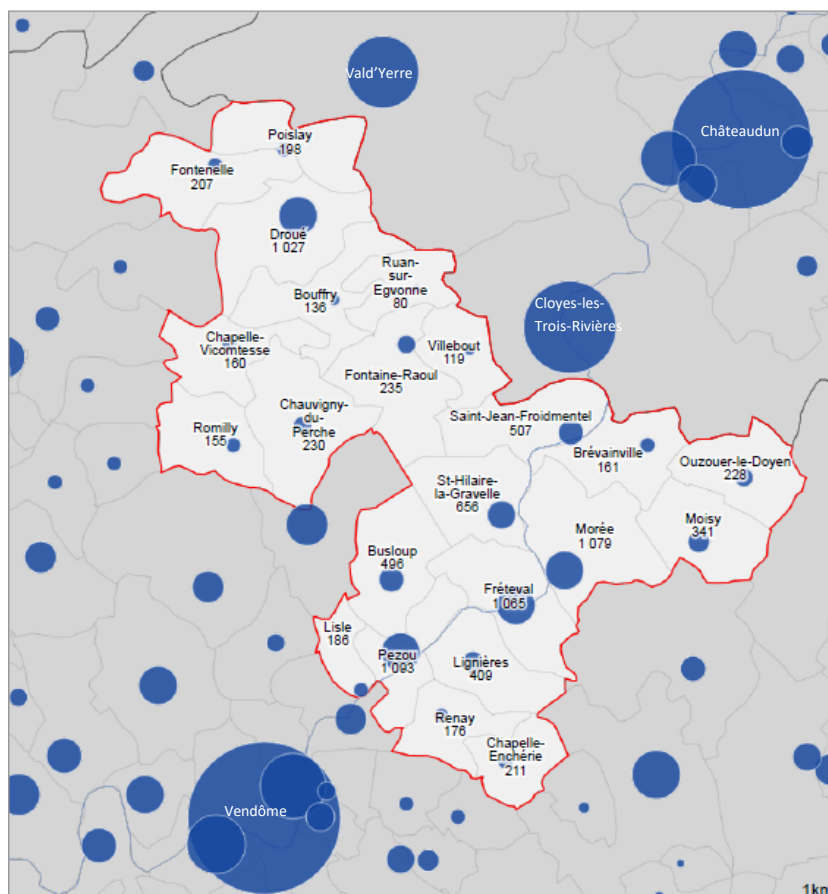 Vald'Yerre
Châteaudun
Poislay
198
Fontenelle
207
Droué
1 027
Ruan-
sur-
Egvonne
80
Bouffry
136
Cloyes-les-
Trois-Rivières
Chapelle-
Vicomtesse
160
Villebout
119
Fontaine-Raoul
235
Chauvigny-
du-
Perche
230
Romilly
155
Saint-Jean-Froidmentel
507
Brévainville
161
Ouzouer-le-Doyen
228
St-Hilaire-
la-Gravelle
656
Morée
1 079
Moisy
341
Busloup
496
Fréteval
1 065
Lisle
186
Pezou
1 093
Lignières
409
Renay
176
Chapelle-
Enchérie
211
Vendôme
1km